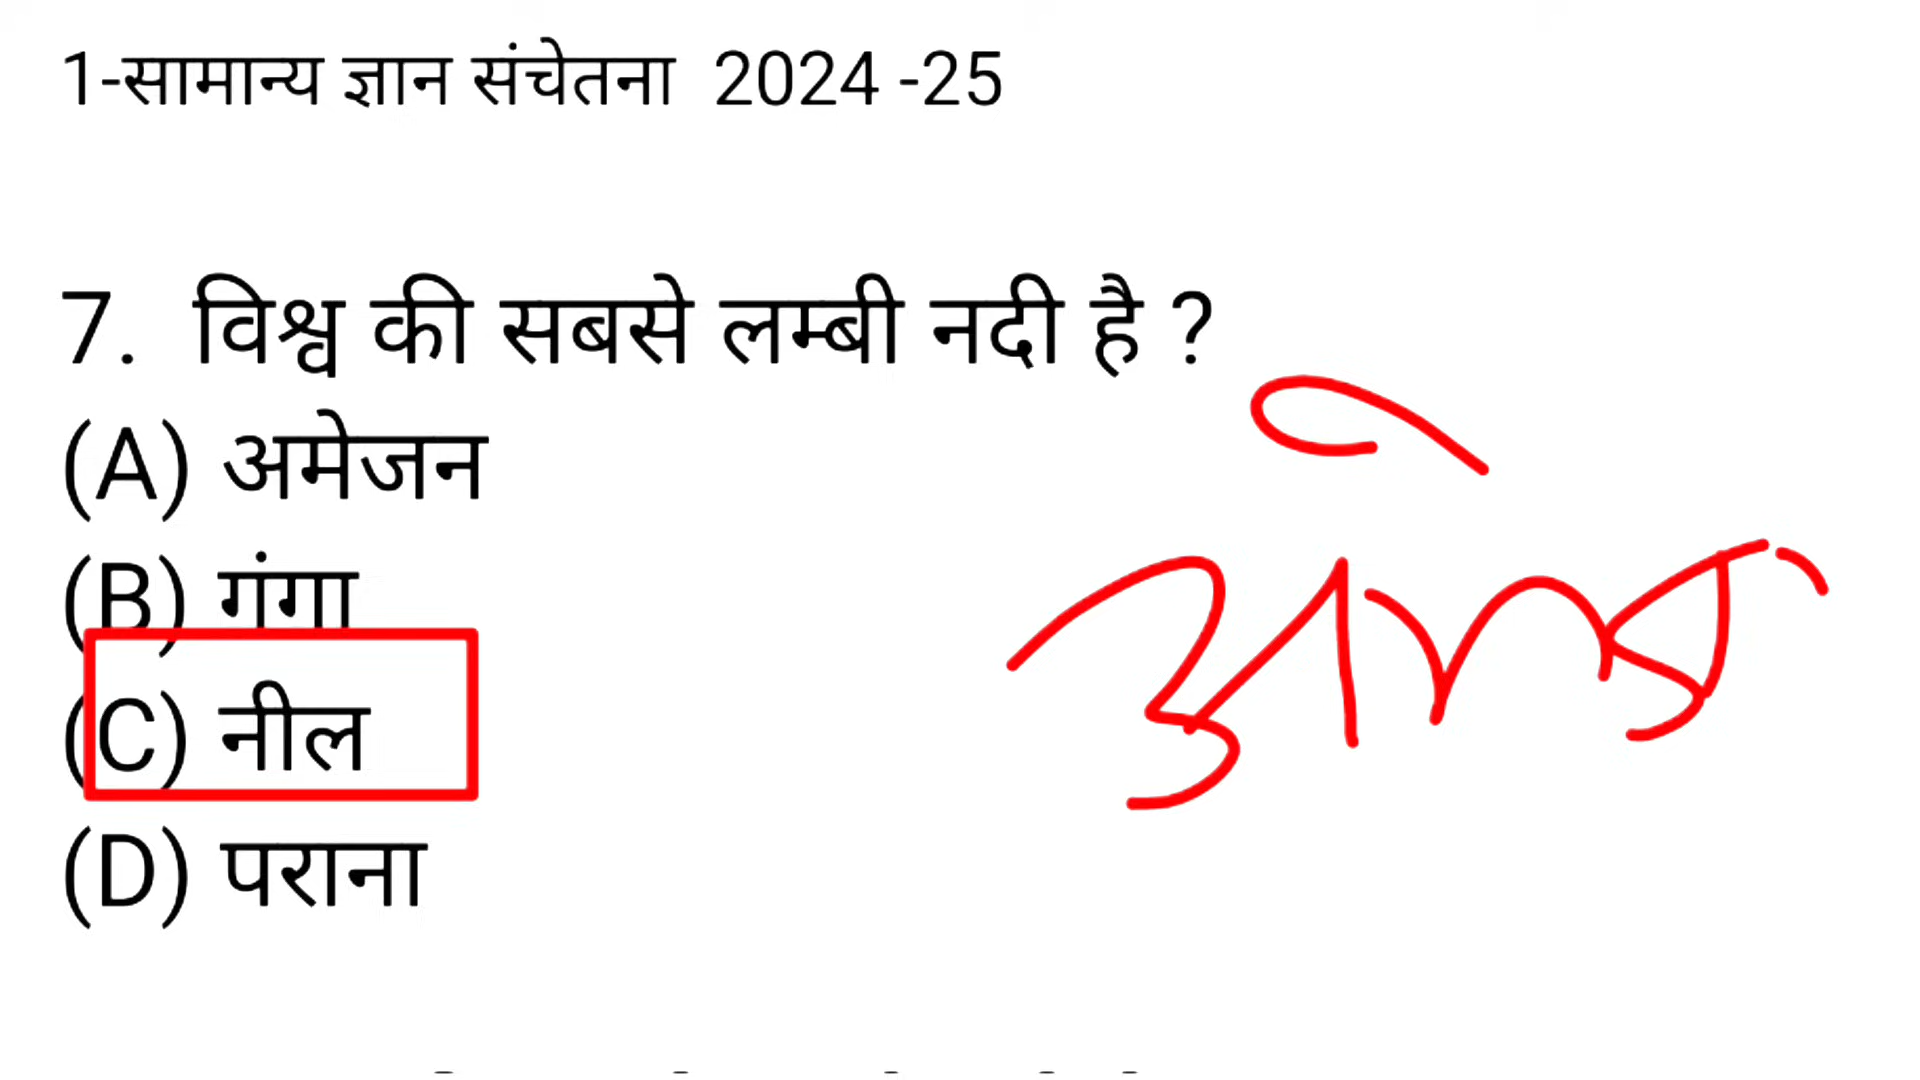 1-सामान्य ज्ञान संचेतना 2024 -25
7. विश्व की सबसे लम्बी नदी है ?
(A) अमेजन
(B) गंगा
(C) नील
(D) पराना